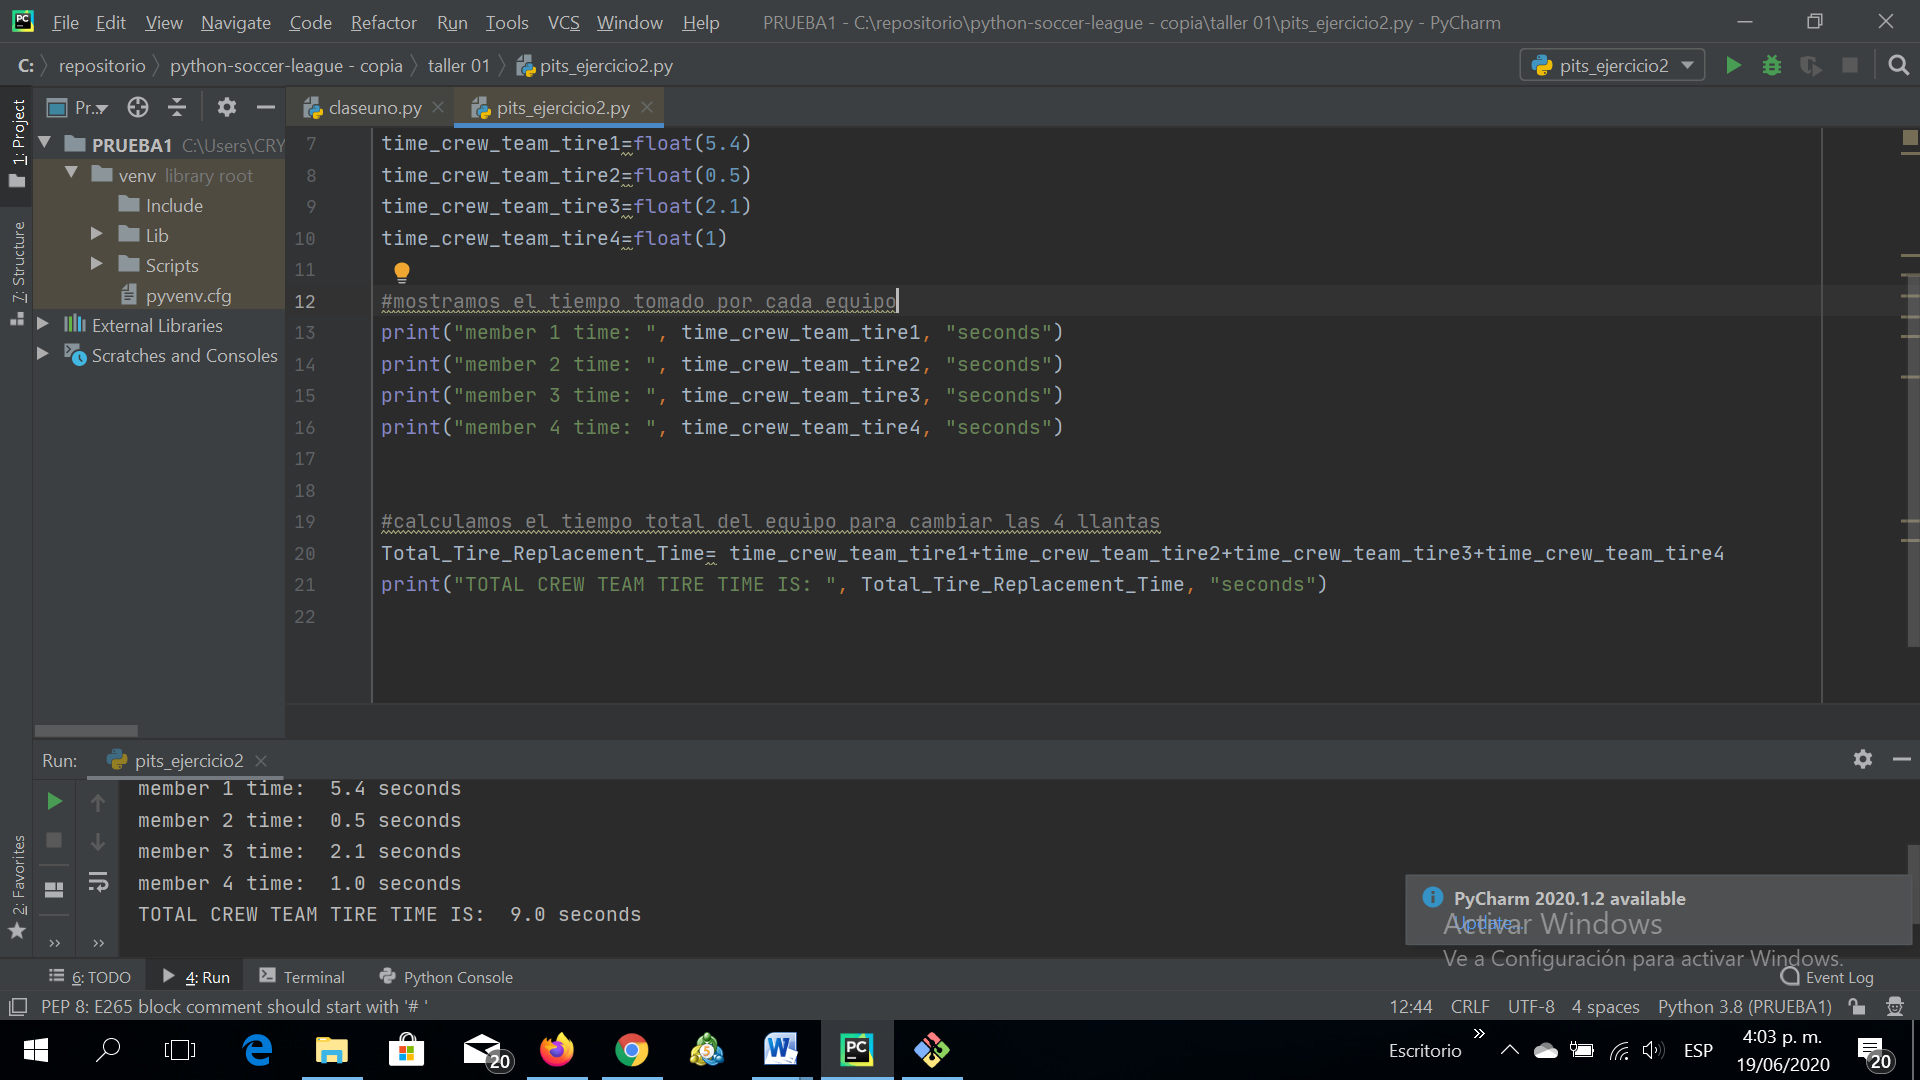 File Edit View Navigate Code Refactor Run Tools VCS Window Help PRUEBA1 - C:\repositorio\python-soccer-league - copia\taller 01\pits_ejercicio2.py - PyCharm
C: repositorio python-soccer-league - copia taller 01 pits_ejercicio2.py pits_ejercicio2
1: Project
7: Structure
2: Favorites
Pr...
PRUEBA1 C:\Users\CRY
venv library root
Include
Lib
Scripts
pyvenv.cfg
External Libraries
Scratches and Consoles
claseuno.py pits_ejercicio2.py
7 time_crew_team_tire1=float(5.4)
8 time_crew_team_tire2=float(0.5)
9 time_crew_team_tire3=float(2.1)
10 time_crew_team_tire4=float(1)
11
12 #mostramos el tiempo tomado por cada equipo
13 print("member 1 time: ", time_crew_team_tire1, "seconds")
14 print("member 2 time: ", time_crew_team_tire2, "seconds")
15 print("member 3 time: ", time_crew_team_tire3, "seconds")
16 print("member 4 time: ", time_crew_team_tire4, "seconds")
17
18
19 #calculamos el tiempo total del equipo para cambiar las 4 llantas
20 Total_Tire_Replacement_Time= time_crew_team_tire1+time_crew_team_tire2+time_crew_team_tire3+time_crew_team_tire4
21 print("TOTAL CREW TEAM TIRE TIME IS: ", Total_Tire_Replacement_Time, "seconds")
22
Run: pits_ejercicio2
member 1 time:  5.4 seconds
member 2 time:  0.5 seconds
member 3 time:  2.1 seconds
member 4 time:  1.0 seconds
TOTAL CREW TEAM TIRE TIME IS:  9.0 seconds
PyCharm 2020.1.2 available
Update...
Activar Windows
Ve a Configuración para activar Windows.
6: TODO 4: Run Terminal Python Console Event Log
PEP 8: E265 block comment should start with '# ' 12:44 CRLF UTF-8 4 spaces Python 3.8 (PRUEBA1)
20 Escritorio ESP 4:03 p. m.
19/06/2020 20